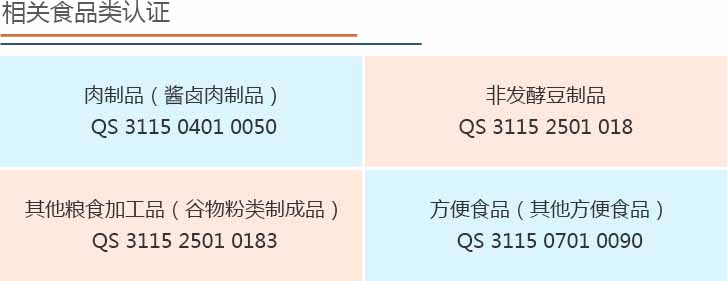 相关食品类认证
肉制品（酱卤肉制品）
QS 3115 0401 0050
非发酵豆制品
QS 3115 2501 018
其他粮食加工品（谷物粉类制成品）
QS 3115 2501 0183
方便食品（其他方便食品）
QS 3115 0701 0090